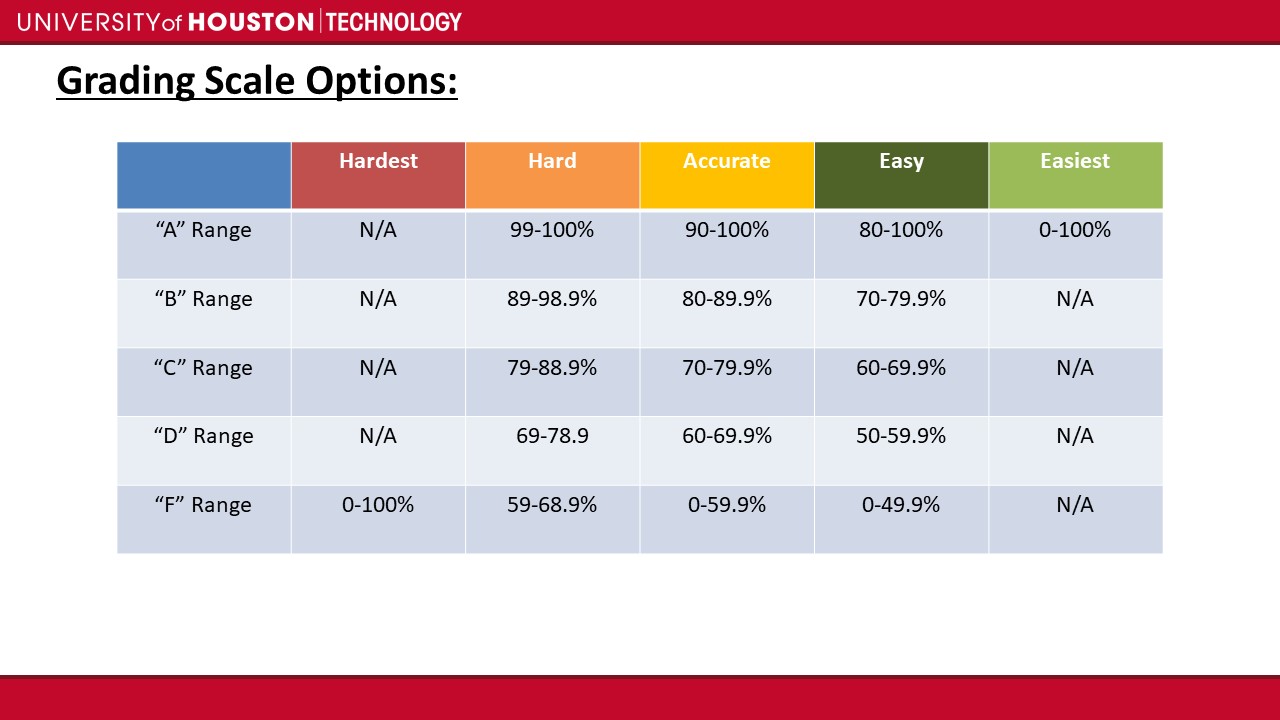 UNIVERSITYof HOUSTON | TECHNOLOGY
Grading Scale Options:
Hardest Hard Accurate Easy Easiest
“A” Range N/A 99-100% 90-100% 80-100% 0-100%
“B” Range N/A 89-98.9% 80-89.9% 70-79.9% N/A
“C” Range N/A 79-88.9% 70-79.9% 60-69.9% N/A
“D” Range N/A 69-78.9 60-69.9% 50-59.9% N/A
“F” Range 0-100% 59-68.9% 0-59.9% 0-49.9% N/A